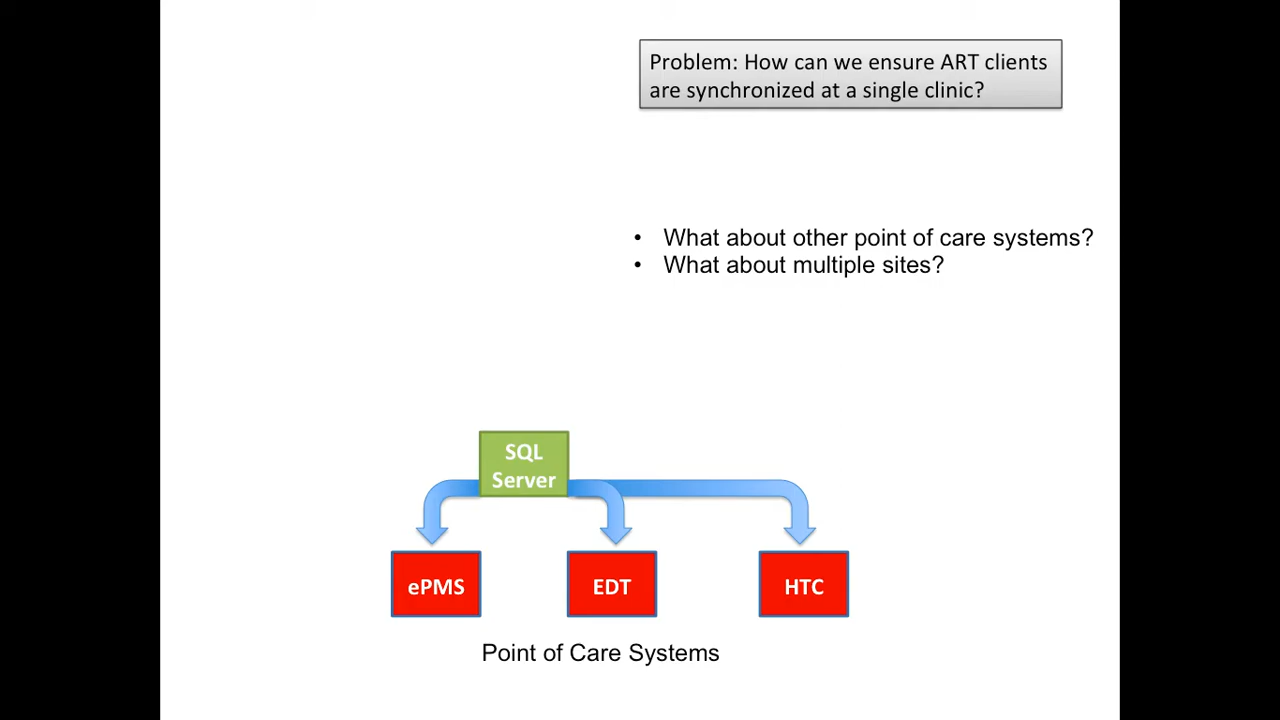 Problem: How can we ensure ART clients
are synchronized at a single clinic?
• What about other point of care systems?
• What about multiple sites?
SQL
Server
ePMS
EDT
HTC
Point of Care Systems